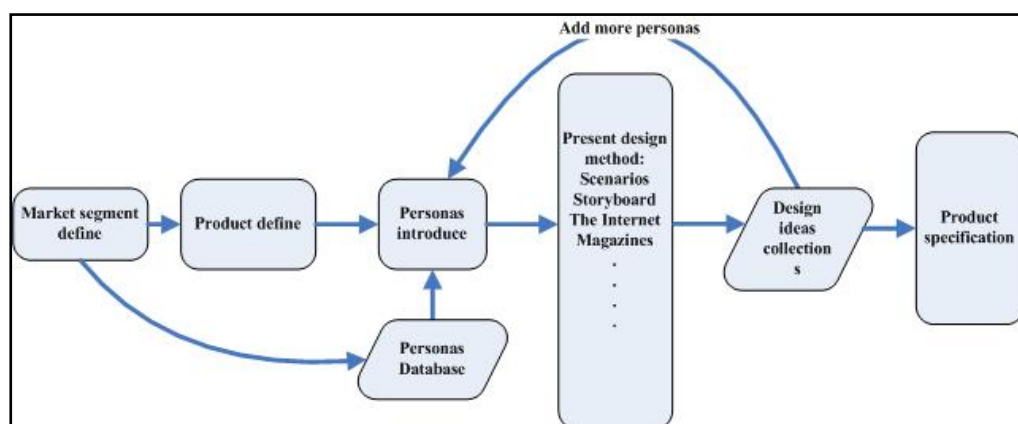 Add more personas
Market segment
define
Product define
Personas
introduce
Personas
Database
Present design
method:
Scenarios
Storyboard
The Internet
Magazines
.
.
.
.
Design
ideas
collection
s
Product
specification